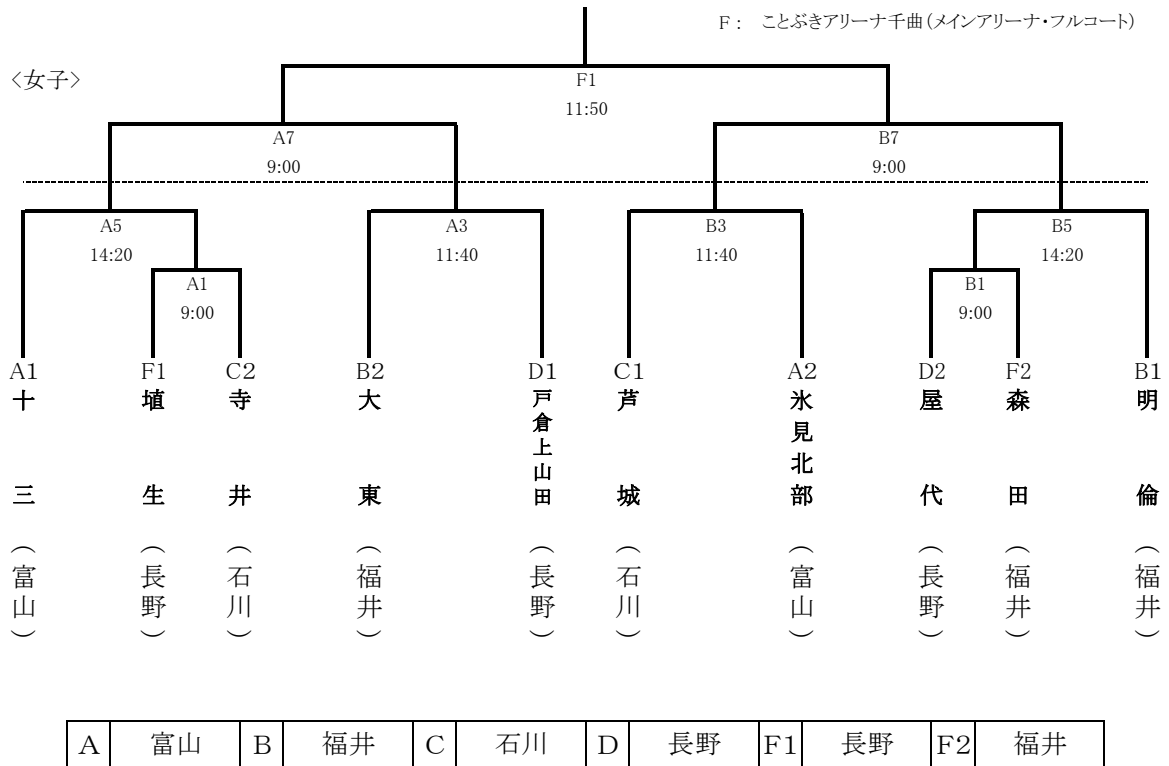 F： ことぶきアリーナ千曲（メインアリーナ・フルコート）
<女子>
F1
11:50
A7
9:00
B7
9:00
A5
14:20
A3
11:40
B3
11:40
B5
14:20
A1
9:00
B1
9:00
A1 F1 C2 B2 D1 C1 A2 D2 F2 B1
十三（富山）
埴生（長野）
寺井（石川）
大東（福井）
戸倉上山田（長野）
芦城（石川）
氷見北部（富山）
屋代（長野）
森田（福井）
明倫（福井）
A 富山 B 福井 C 石川 D 長野 F1 長野 F2 福井